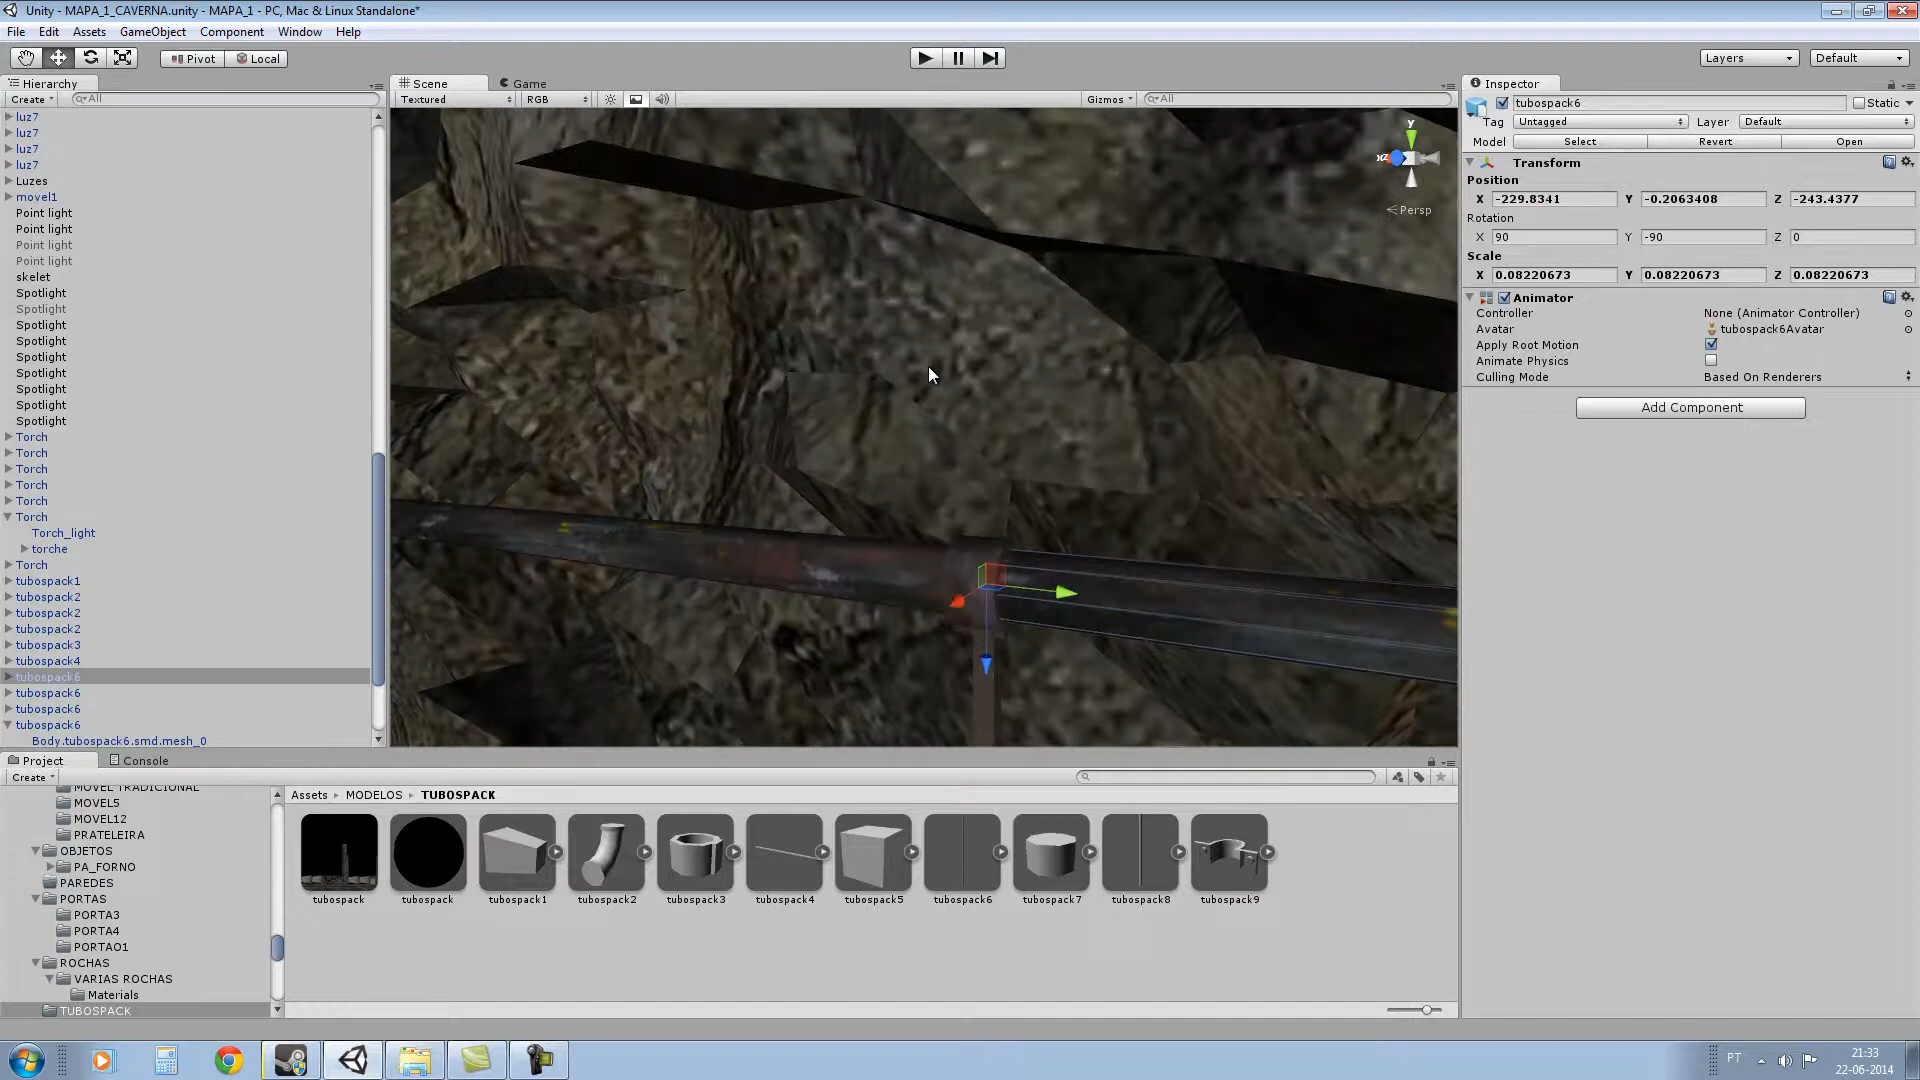 Unity - MAPA_1_CAVERNA.unity - MAPA_1 - PC, Mac & Linux Standalone*
File Edit Assets GameObject Component Window Help
Pivot Local Layers Default
Hierarchy
Create All
luz7
luz7
luz7
luz7
Luzes
movel1
Point light
Point light
Point light
Point light
skelet
Spotlight
Spotlight
Spotlight
Spotlight
Spotlight
Spotlight
Spotlight
Spotlight
Spotlight
Torch
Torch
Torch
Torch
Torch
Torch
Torch_light
torche
Torch
tubospack1
tubospack2
tubospack2
tubospack2
tubospack3
tubospack4
tubospack6
tubospack6
tubospack6
tubospack6
Body.tubospack6.smd.mesh_0
Scene Game
Textured RGB Gizmos All
y
Persp
Inspector
tubospack6 Static
Tag Untagged Layer Default
Model Select Revert Open
Transform
Position
X -229.8341 Y -0.2063408 Z -243.4377
Rotation
X 90 Y -90 Z 0
Scale
X 0.08220673 Y 0.08220673 Z 0.08220673
Animator
Controller None (Animator Controller)
Avatar tubospack6Avatar
Apply Root Motion
Animate Physics
Culling Mode Based On Renderers
Add Component
Project Console
Create
MOVEL TRADICIONAL
MOVEL5
MOVEL12
PRATELEIRA
OBJETOS
PA_FORNO
PAREDES
PORTAS
PORTA3
PORTA4
PORTAO1
ROCHAS
VARIAS ROCHAS
Materials
TUBOSPACK
Assets MODELOS TUBOSPACK
tubospack tubospack tubospack1 tubospack2 tubospack3 tubospack4 tubospack5 tubospack6 tubospack7 tubospack8 tubospack9
PT 21:33
22-06-2014